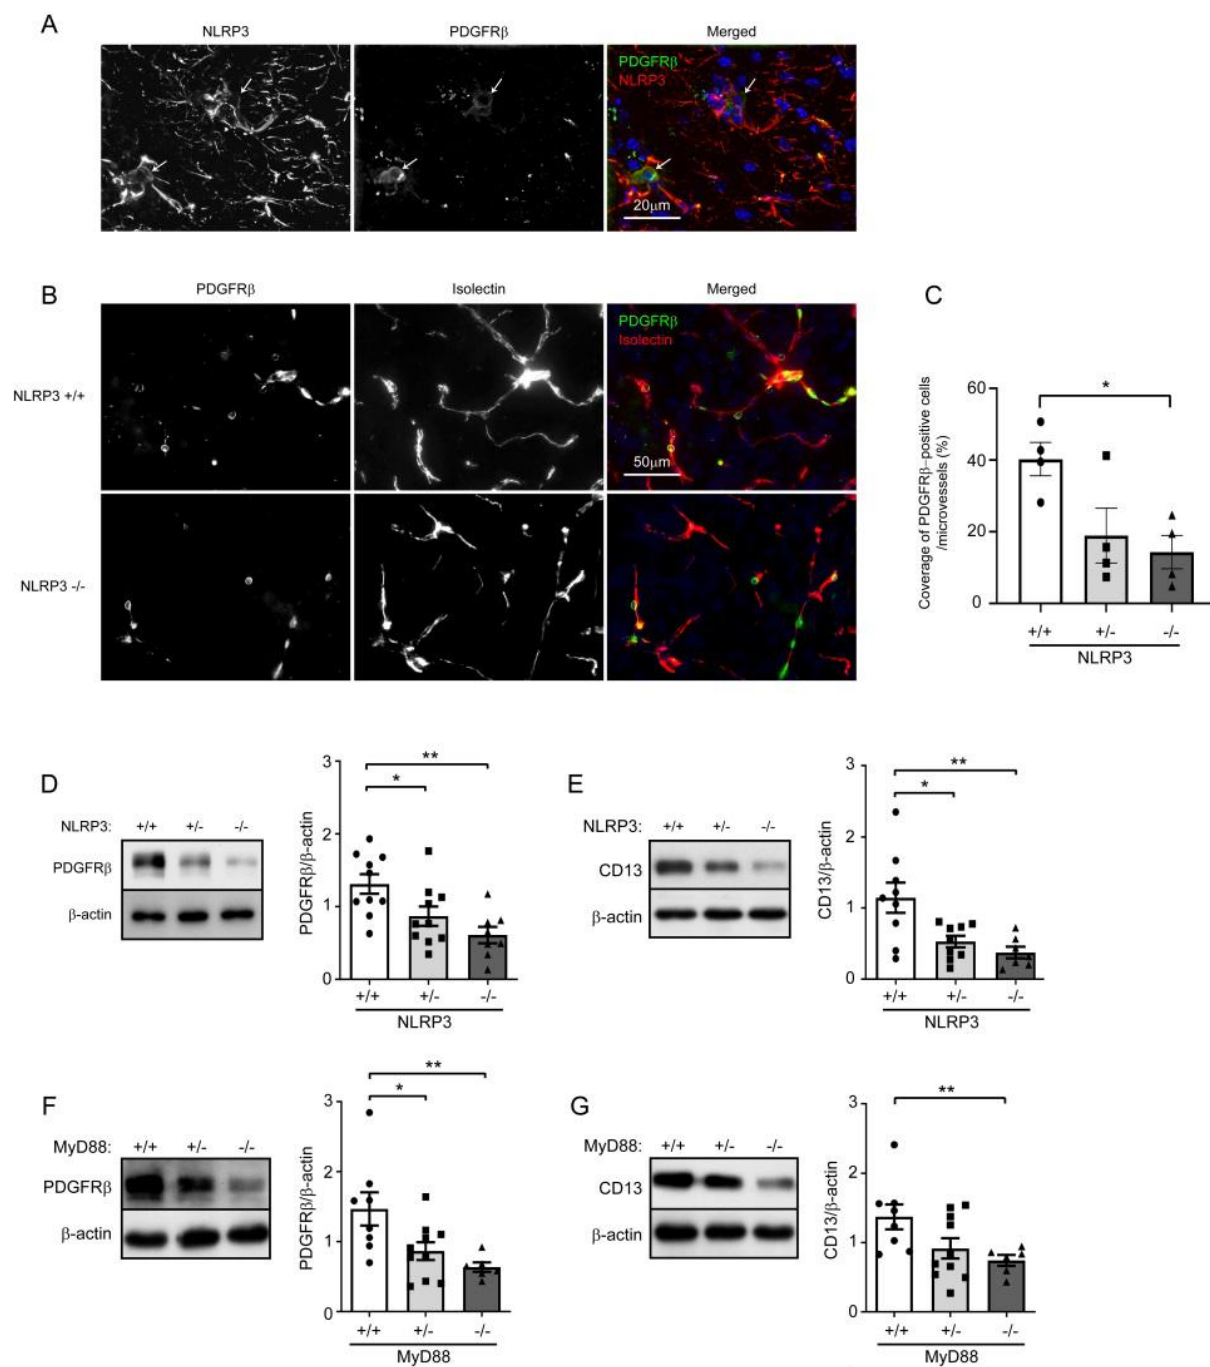 A
NLRP3
PDGFRβ
Merged
PDGFRβ
NLRP3
20μm
B
PDGFRβ
Isolectin
Merged
NLRP3 +/+
PDGFRβ
Isolectin
50μm
NLRP3 -/-
C
Coverage of PDGFRβ–positive cells
/microvessels (%)
60
40
20
0
*
+/+ +/- -/-
NLRP3
D
NLRP3: +/+ +/- -/-
PDGFRβ
β-actin
PDGFRβ/β-actin
3
2
1
0
**
*
+/+ +/- -/-
NLRP3
E
NLRP3: +/+ +/- -/-
CD13
β-actin
CD13/β-actin
3
2
1
0
**
*
+/+ +/- -/-
NLRP3
F
MyD88: +/+ +/- -/-
PDGFRβ
β-actin
PDGFRβ/β-actin
3
2
1
0
**
*
+/+ +/- -/-
MyD88
G
MyD88: +/+ +/- -/-
CD13
β-actin
CD13/β-actin
3
2
1
0
**
+/+ +/- -/-
MyD88